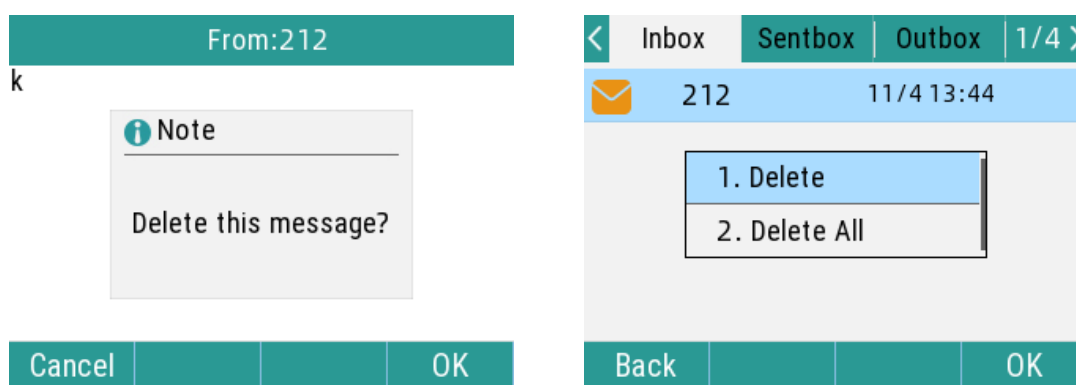 From:212
k
Note
Delete this message?
Cancel OK
Inbox Sentbox Outbox 1/4
212 11/4 13:44
1. Delete
2. Delete All
Back OK